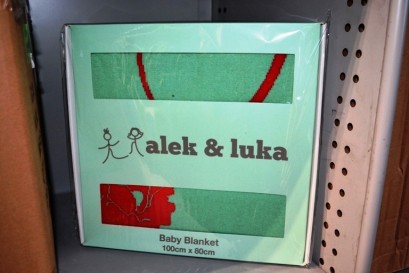 alek & luka
Baby Blanket
100cm x 80cm